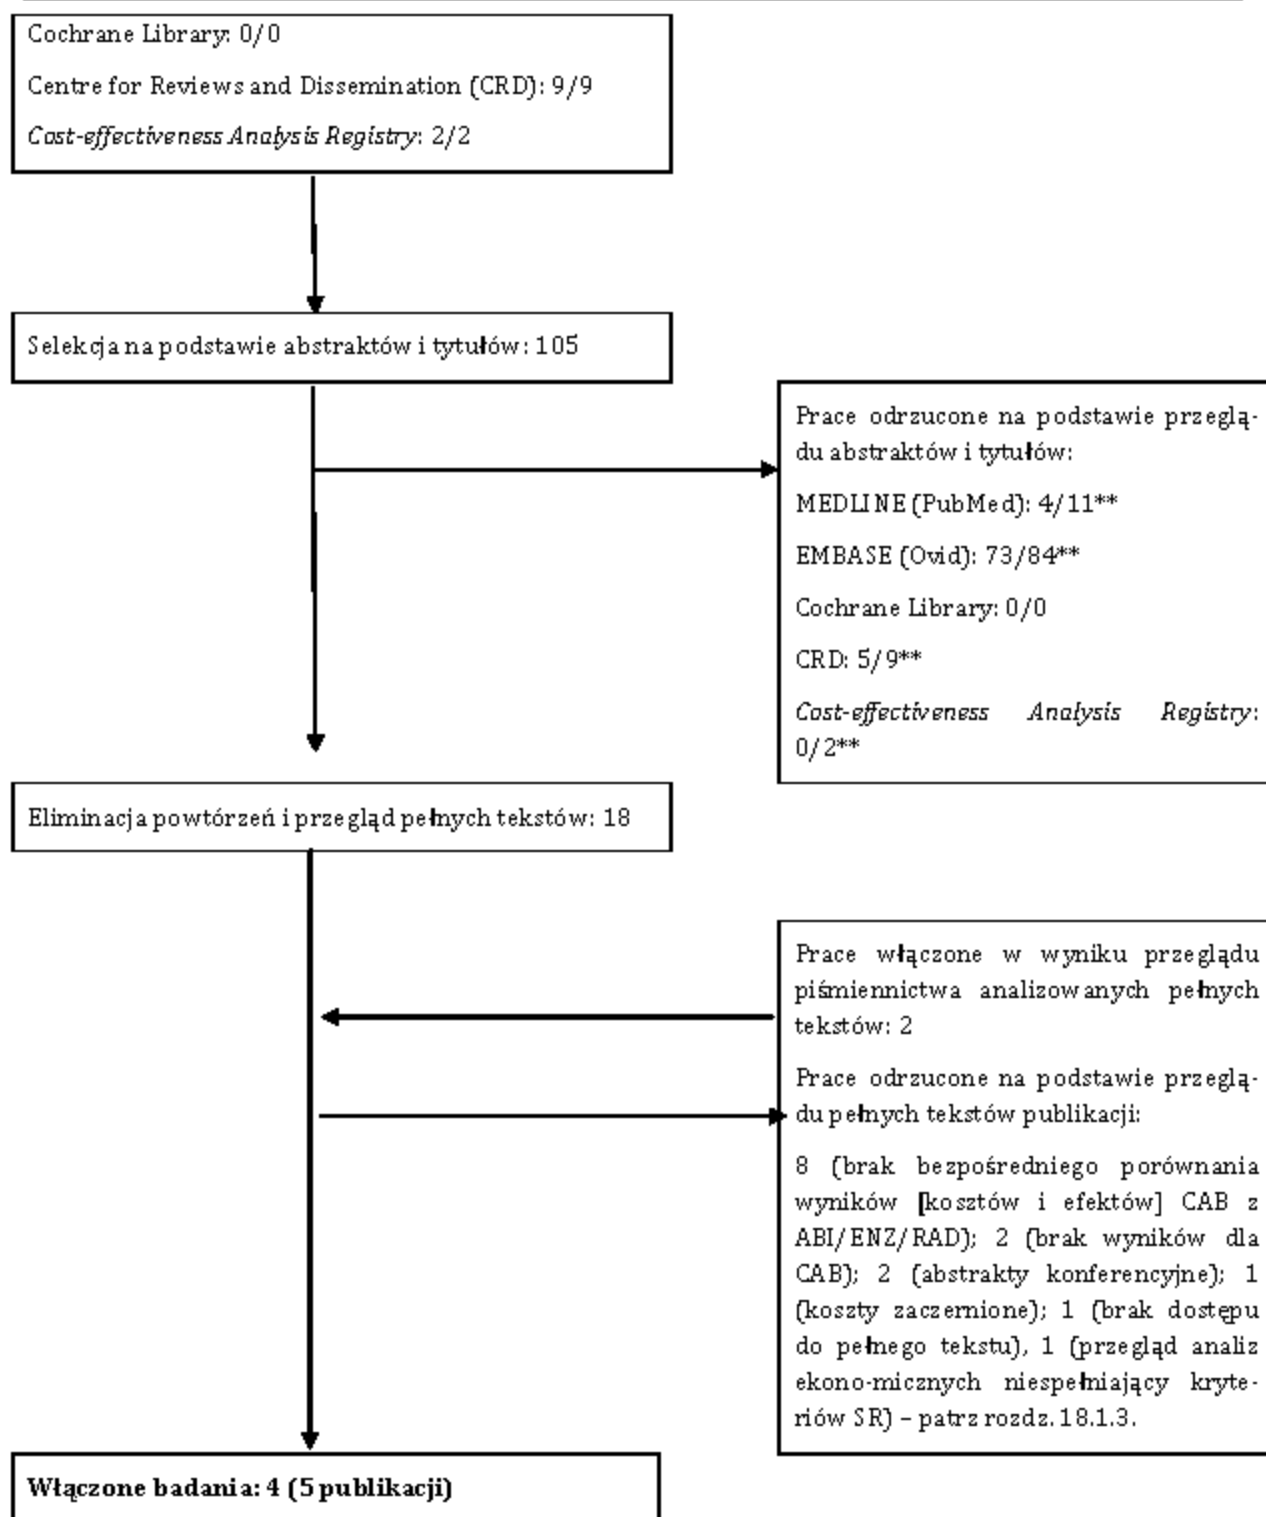 Cochrane Library: 0/0
Centre for Reviews and Dissemination (CRD): 9/9
Cost-effectiveness Analysis Registry: 2/2
Selekcja na podstawie abstraktów i tytułów: 105
Prace odrzucone na podstawie przeglą-
du abstraktów i tytułów:
MEDLINE (PubMed): 4/11**
EMBASE (Ovid): 73/84**
Cochrane Library: 0/0
CRD: 5/9**
Cost-effectiveness Analysis Registry:
0/2**
Eliminacja powtórzeń i przegląd pełnych tekstów: 18
Prace włączone w wyniku przeglądu
piśmiennictwa analizowanych pełnych
tekstów: 2
Prace odrzucone na podstawie przeglą-
du pełnych tekstów publikacji:
8 (brak bezpośredniego porównania
wyników [kosztów i efektów] CAB z
ABI/ENZ/RAD); 2 (brak wyników dla
CAB); 2 (abstrakty konferencyjne); 1
(koszty zaczernione); 1 (brak dostępu
do pełnego tekstu), 1 (przegląd analiz
ekono-micznych niespełniający kryte-
riów SR) – patrz rozdz. 18.1.3.
Włączone badania: 4 (5 publikacji)